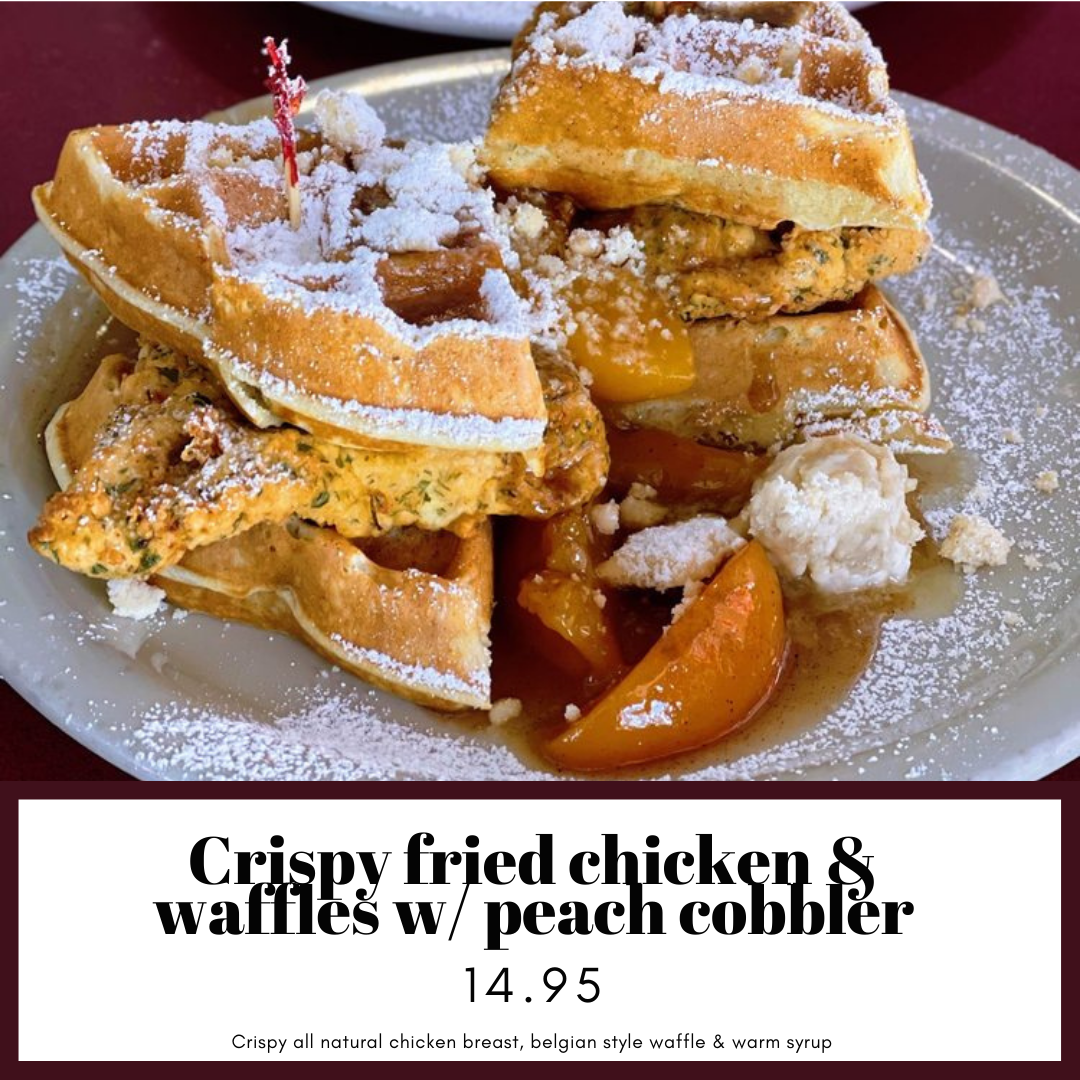 Crispy fried chicken &
waffles w/ peach cobbler
14.95
Crispy all natural chicken breast, belgian style waffle & warm syrup